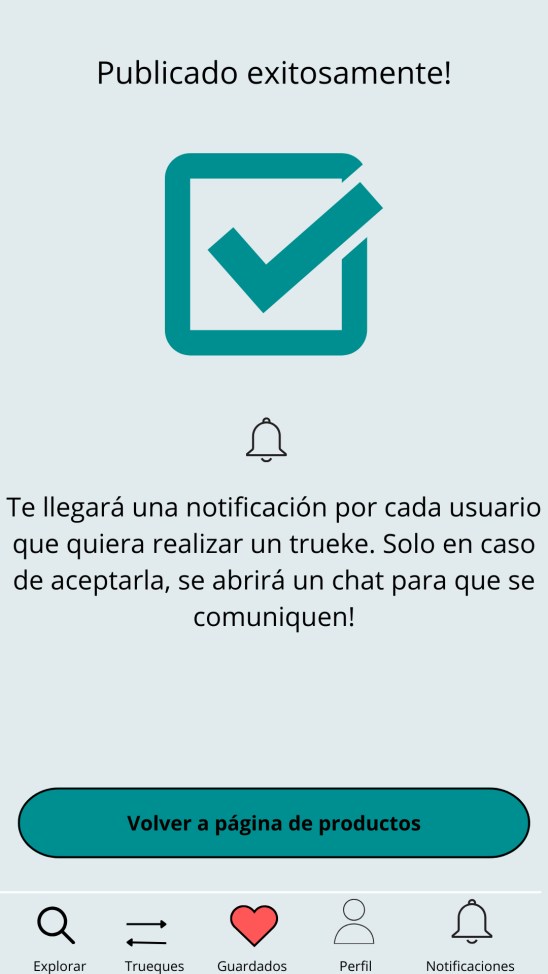 Publicado exitosamente!
Te llegará una notificación por cada usuario
que quiera realizar un trueke. Solo en caso
de aceptarla, se abrirá un chat para que se
comuniquen!
Volver a página de productos
Explorar Trueques Guardados Perfil Notificaciones